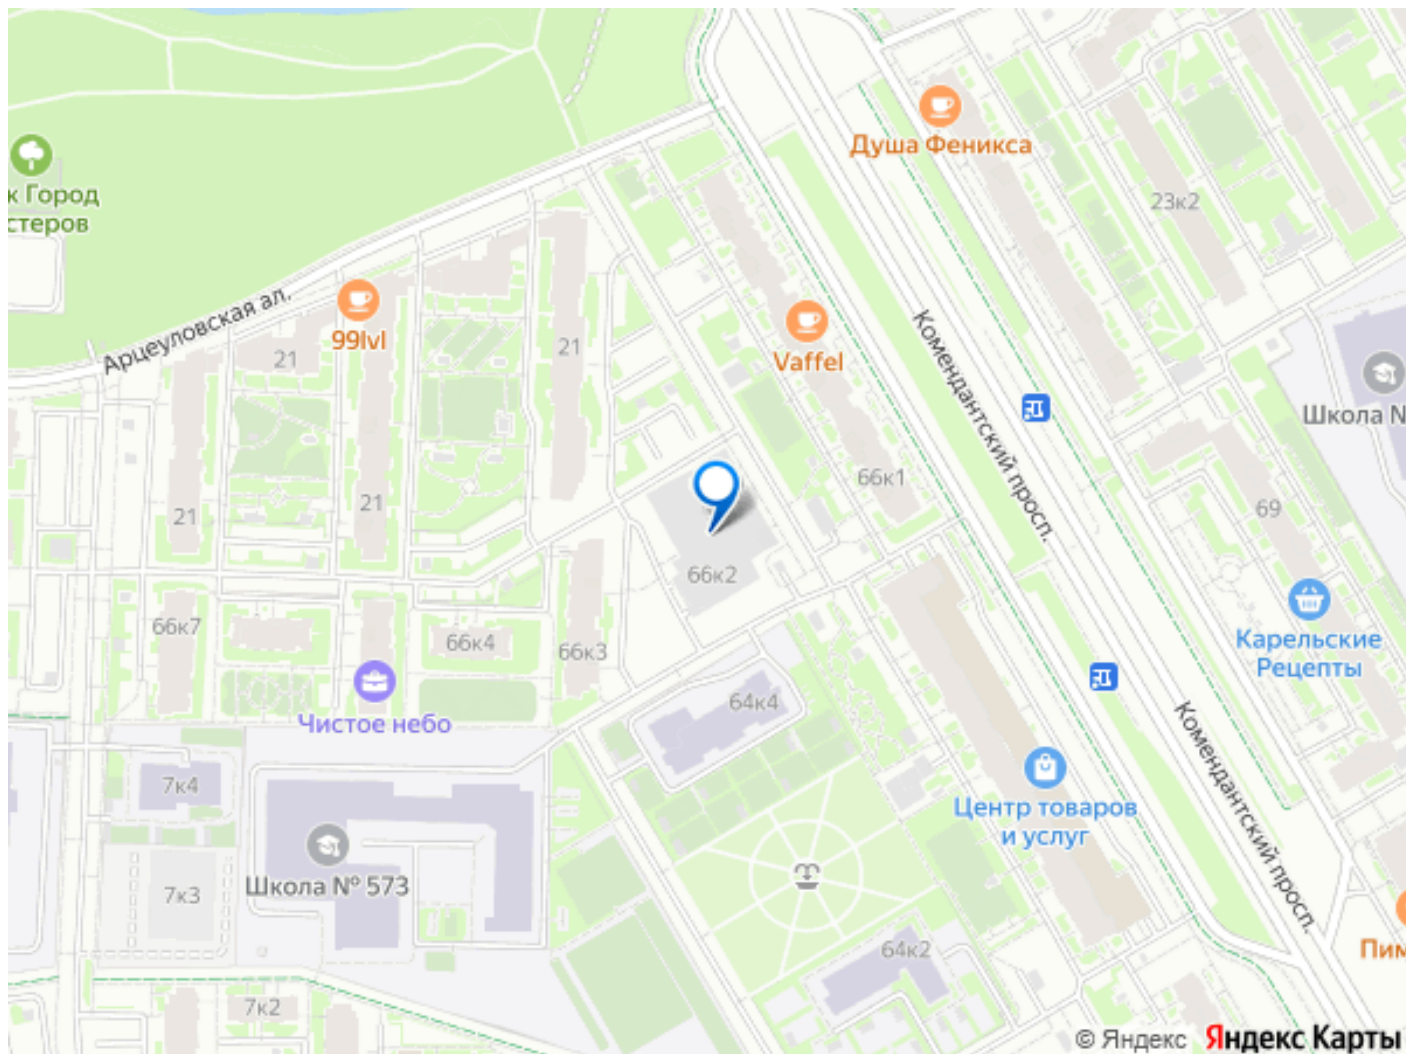 Душа Феникса
к Город
стеров
23к2
Арцеуловская ал.
99lvl
21
21
Vaffel
Комендантский просп.
Школа №
66к1
21
21
69
66к2
66к7
66к4
66к3
Карельские
Рецепты
Чистое небо
64к4
Комендантский просп.
7к4
Центр товаров
и услуг
Школа № 573
7к3
64к2
Пим
7к2
© Яндекс Яндекс Карты